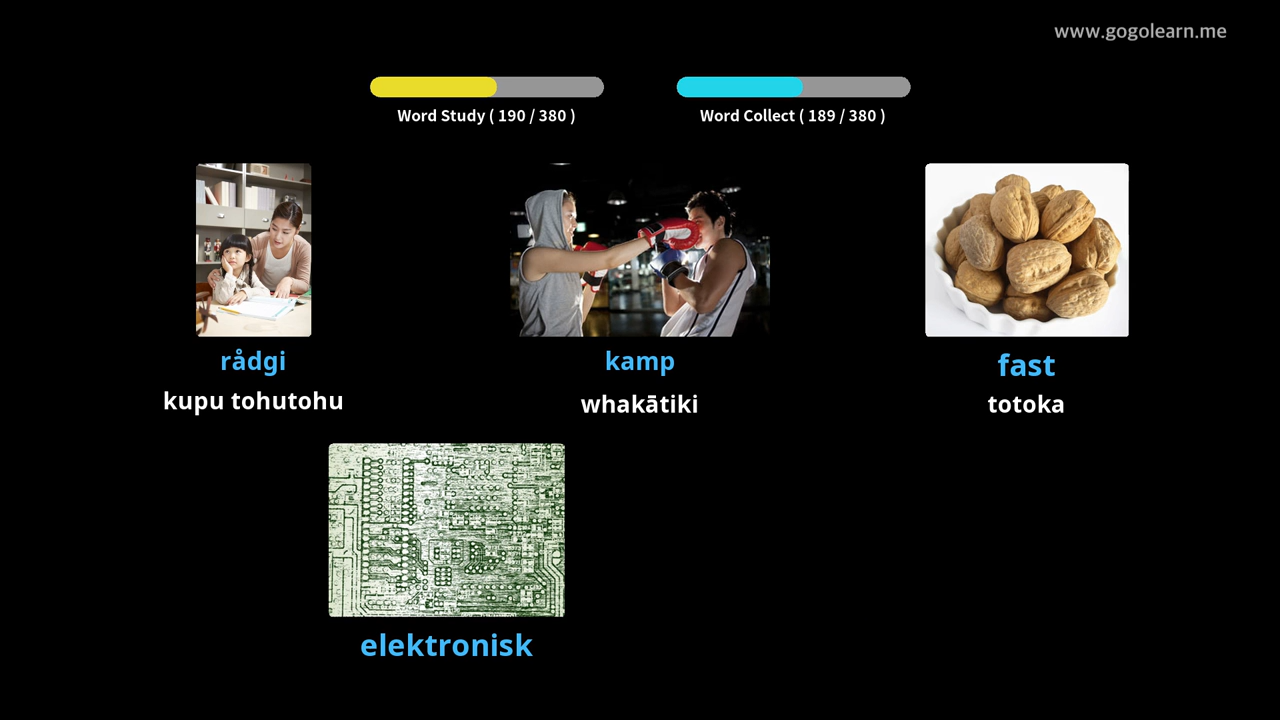 www.gogolearn.me
Word Study ( 190 / 380 )
Word Collect ( 189 / 380 )
rådgi
kupu tohutohu
kamp
whakātiki
fast
totoka
elektronisk